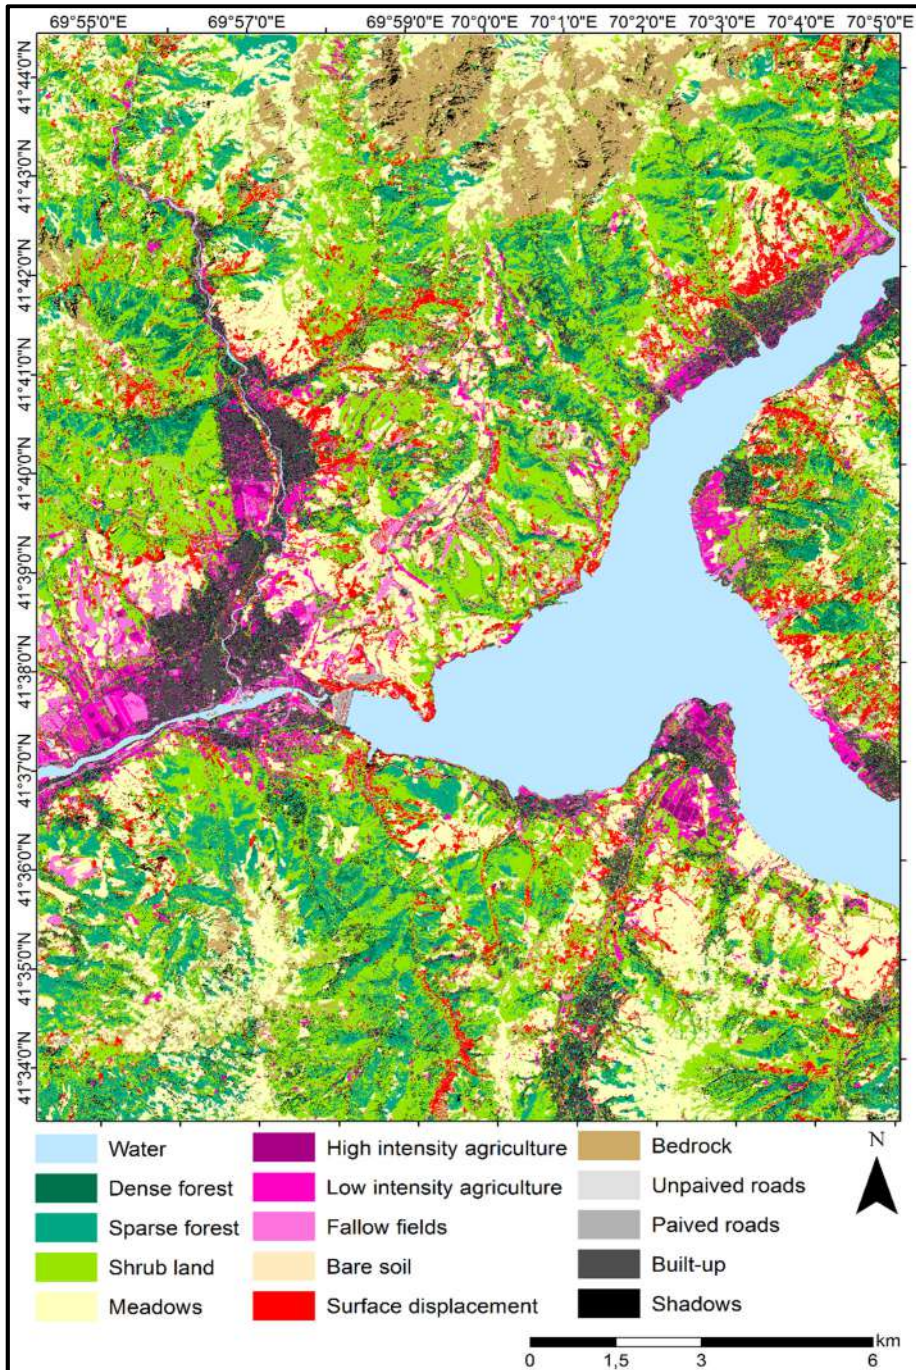 69°55'0"E 69°57'0"E 69°59'0"E 70°0'0"E 70°1'0"E 70°2'0"E 70°3'0"E 70°4'0"E 70°5'0"E
41°44'0"N
41°43'0"N
41°42'0"N
41°41'0"N
41°40'0"N
41°39'0"N
41°38'0"N
41°37'0"N
41°36'0"N
41°35'0"N
41°34'0"N
Water
Dense forest
Sparse forest
Shrub land
Meadows
High intensity agriculture
Low intensity agriculture
Fallow fields
Bare soil
Surface displacement
Bedrock
Unpaived roads
Paived roads
Built-up
Shadows
N
km
0 1,5 3 6